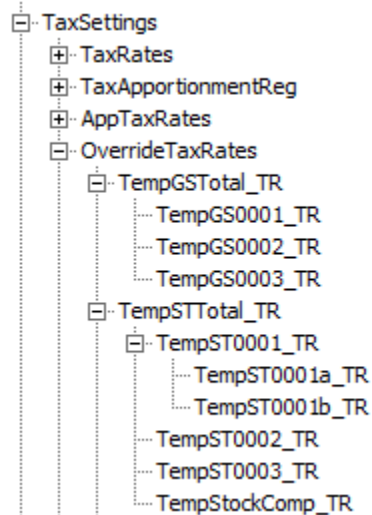 TaxSettings
TaxRates
TaxApportionmentReg
AppTaxRates
OverrideTaxRates
TempGSTotal_TR
TempGS0001_TR
TempGS0002_TR
TempGS0003_TR
TempSTTotal_TR
TempST0001_TR
TempST0001a_TR
TempST0001b_TR
TempST0002_TR
TempST0003_TR
TempStockComp_TR